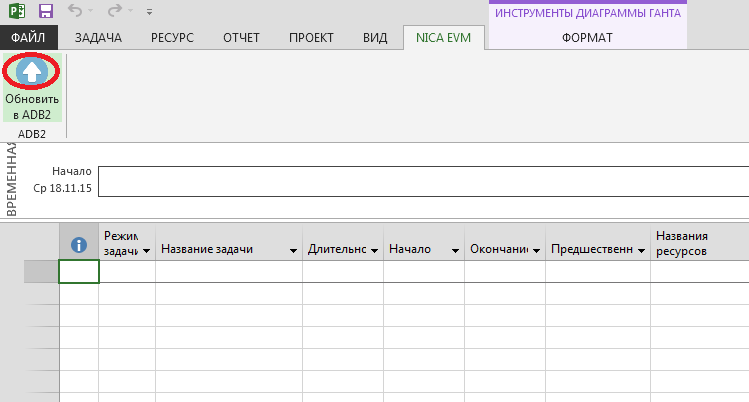 ИНСТРУМЕНТЫ ДИАГРАММЫ ГАНТА
ФАЙЛ ЗАДАЧА РЕСУРС ОТЧЕТ ПРОЕКТ ВИД NICA EVM ФОРМАТ
Обновить
в ADB2
ADB2
ВРЕМЕННАЯ
Начало
Ср 18.11.15
Режим
задачи
Название задачи
Длительнс
Начало
Окончание
Предшественн
Названия
ресурсов